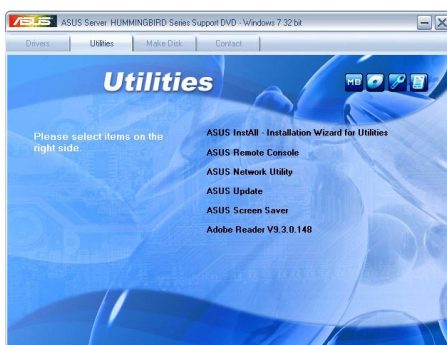 ASUS ASUS Server HUMMINGBIRD Series Support DVD - Windows 7 32 bit
Drivers Utilities Make Disk Contact
Utilities
MB
Please select items on the
right side.
ASUS InstAll - Installation Wizard for Utilities
ASUS Remote Console
ASUS Network Utility
ASUS Update
ASUS Screen Saver
Adobe Reader V9.3.0.148